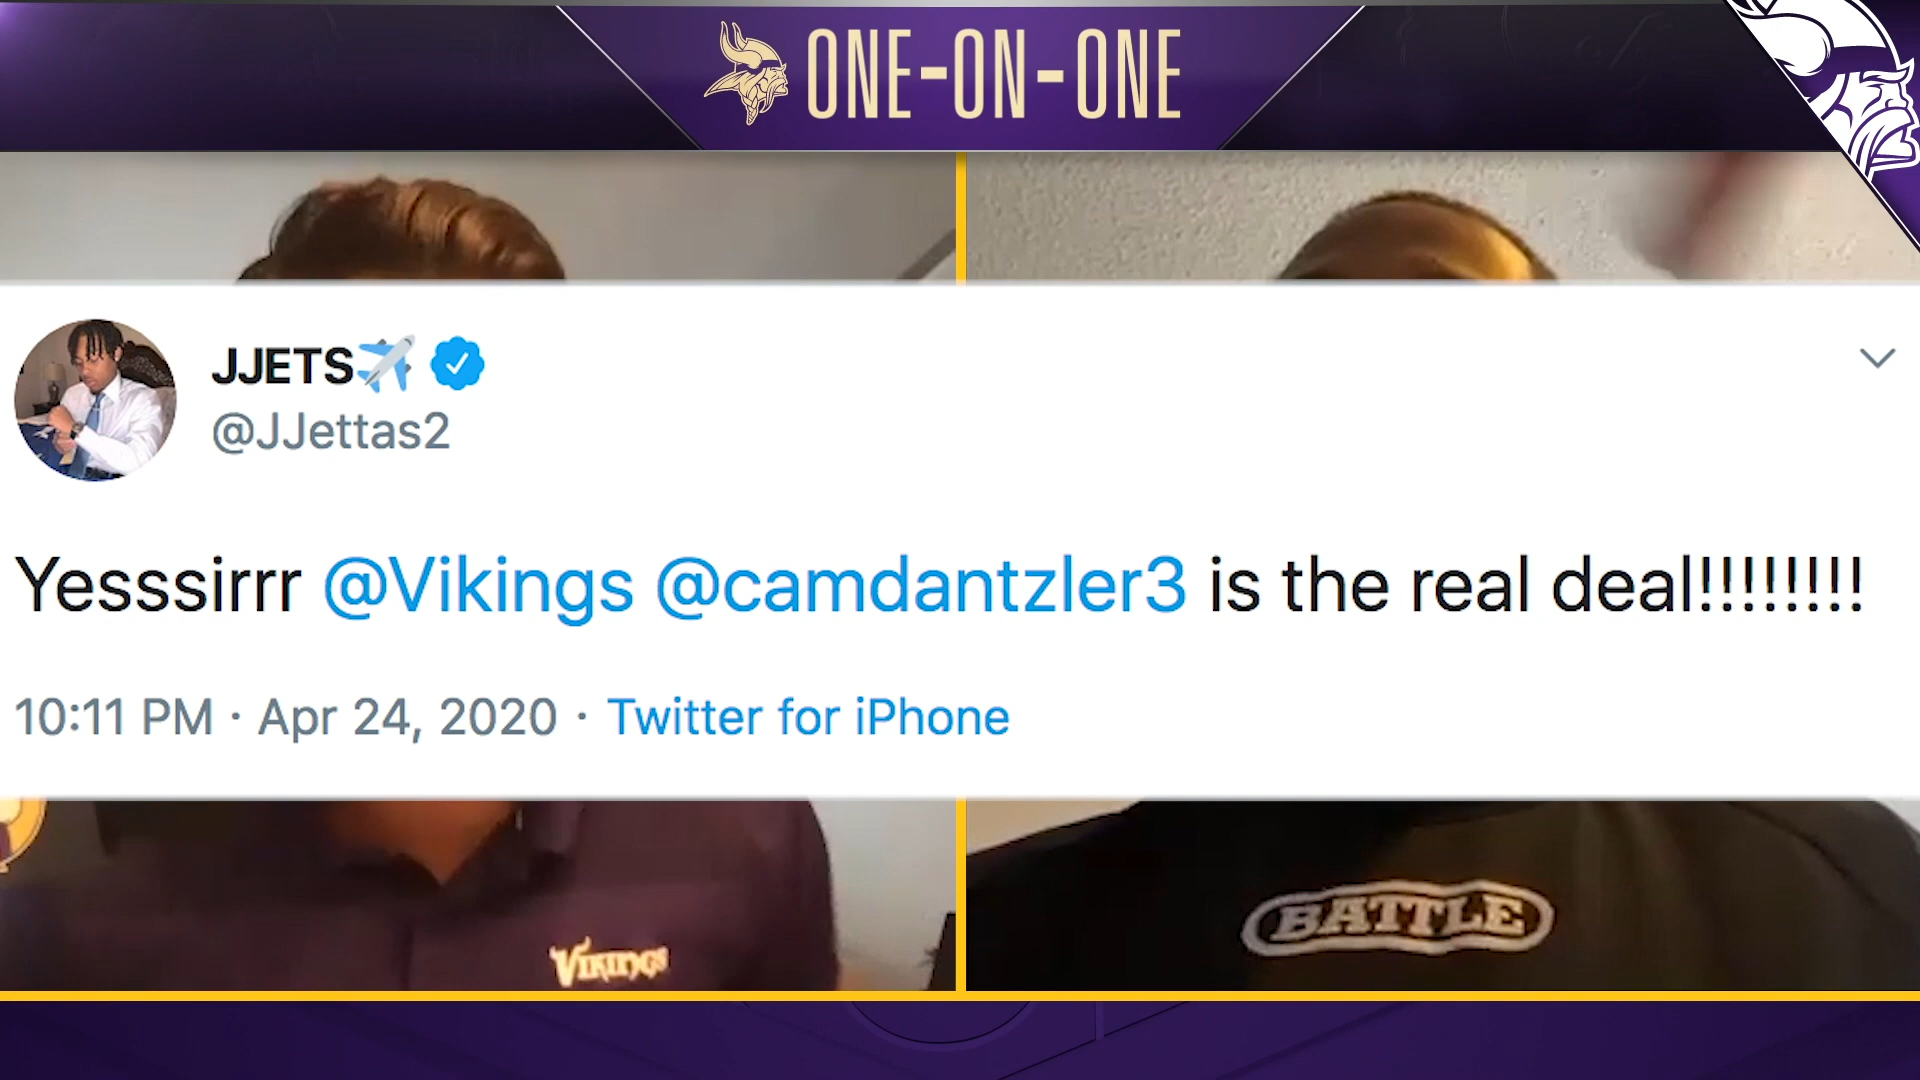 ONE-ON-ONE
JJETS✈️
@JJettas2
Yesssirrr @Vikings @camdantzler3 is the real deal!!!!!!!!
10:11 PM · Apr 24, 2020 · Twitter for iPhone
VIKINGS
BATTLE